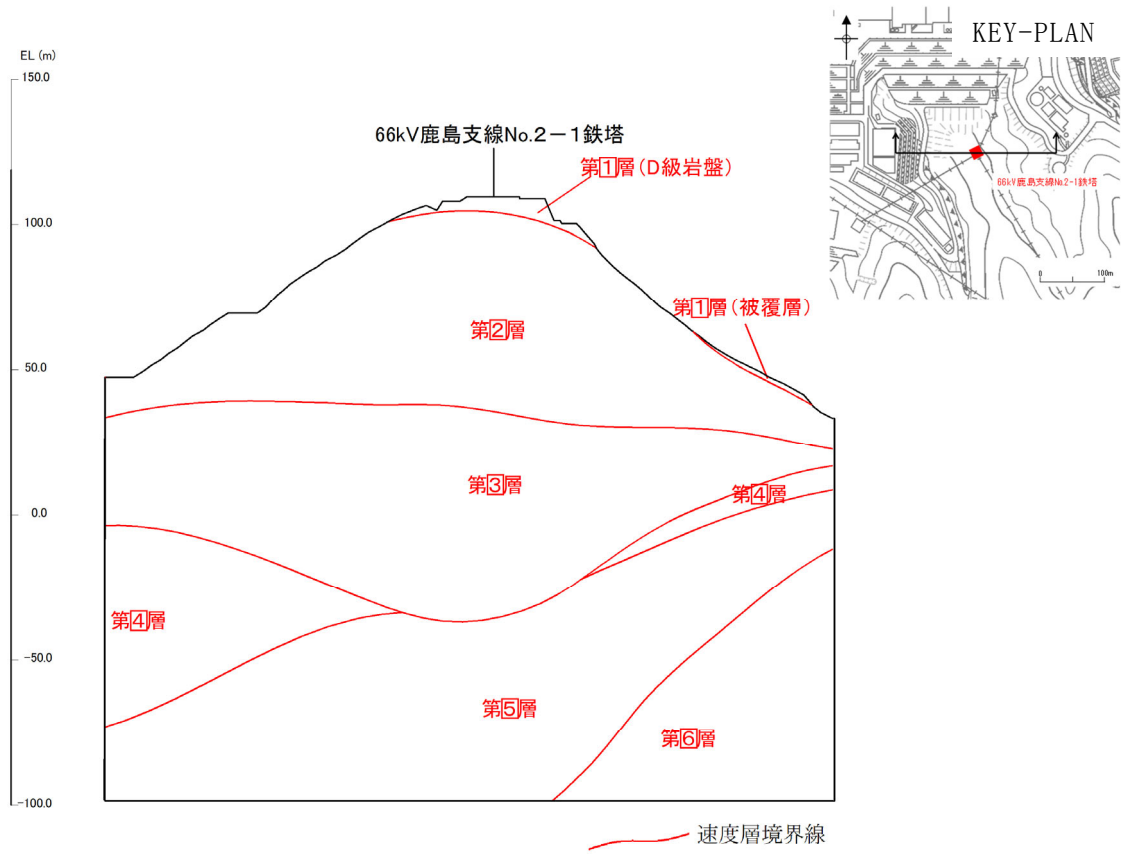 KEY-PLAN
EL (m)
150.0
66kV鹿島支線No.2-1鉄塔
第1層(D級岩盤)
66kV鹿島支線No.2-1鉄塔
0 100m
100.0
第1層(被覆層)
第2層
50.0
第3層
第4層
0.0
第4層
-50.0
第5層
第6層
-100.0
速度層境界線